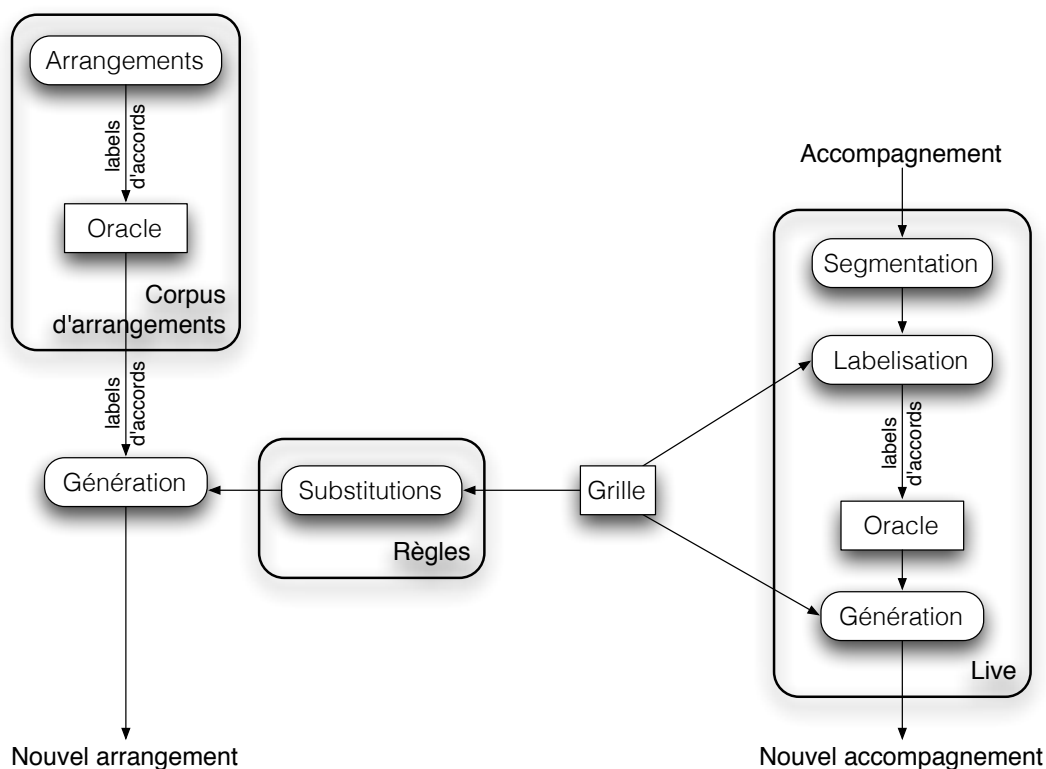 Arrangements
labels
d'accords
Oracle
Corpus
d'arrangements
labels
d'accords
Génération
Substitutions
Règles
Grille
Accompagnement
Segmentation
Labelisation
labels
d'accords
Oracle
Génération
Live
Nouvel arrangement
Nouvel accompagnement